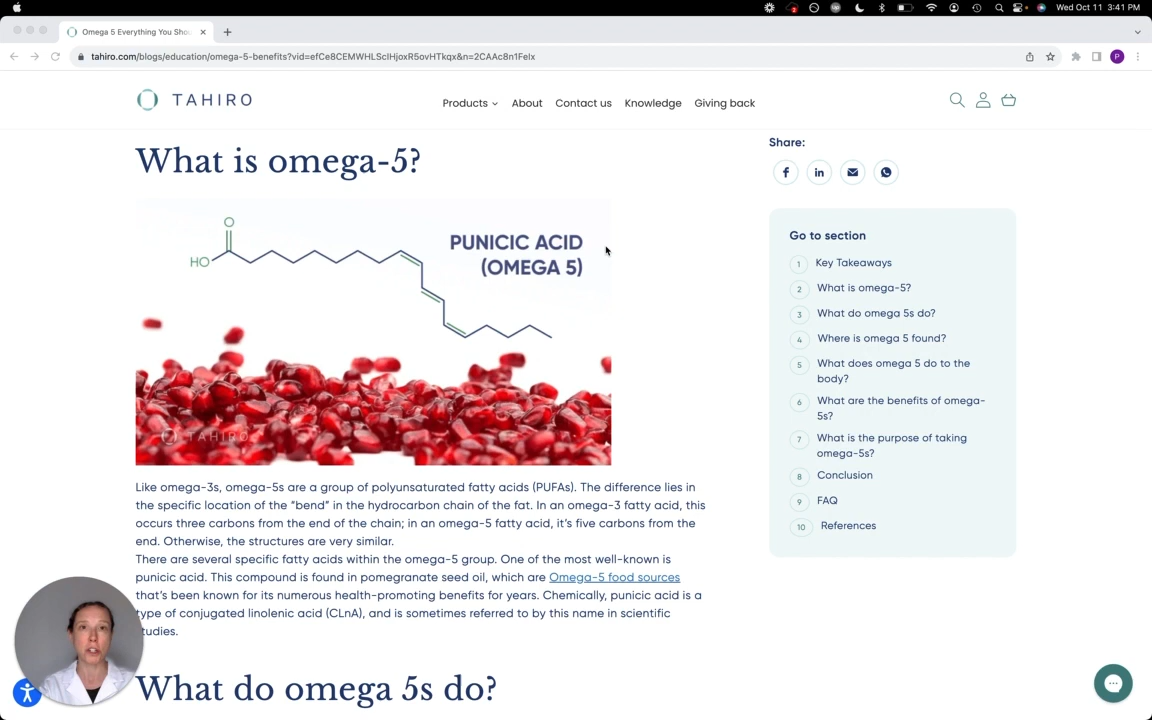 Wed Oct 11 3:41 PM
Omega 5 Everything You Shou
tahiro.com/blogs/education/omega-5-benefits?vid=efCe8CEMWHLSclHjoxR5ovHTkqx&n=2CAAc8n1FeIx
P
TAHIRO
Products
About
Contact us
Knowledge
Giving back
What is omega-5?
O
HO
PUNICIC ACID
(OMEGA 5)
TAHIRO
Like omega-3s, omega-5s are a group of polyunsaturated fatty acids (PUFAs). The difference lies in
the specific location of the “bend” in the hydrocarbon chain of the fat. In an omega-3 fatty acid, this
occurs three carbons from the end of the chain; in an omega-5 fatty acid, it’s five carbons from the
end. Otherwise, the structures are very similar.
There are several specific fatty acids within the omega-5 group. One of the most well-known is
punicic acid. This compound is found in pomegranate seed oil, which are Omega-5 food sources
that’s been known for its numerous health-promoting benefits for years. Chemically, punicic acid is a
type of conjugated linolenic acid (CLnA), and is sometimes referred to by this name in scientific
tudies.
What do omega 5s do?
Share:
Go to section
1 Key Takeaways
2 What is omega-5?
3 What do omega 5s do?
4 Where is omega 5 found?
5 What does omega 5 do to the
body?
6 What are the benefits of omega-
5s?
7 What is the purpose of taking
omega-5s?
8 Conclusion
9 FAQ
10 References